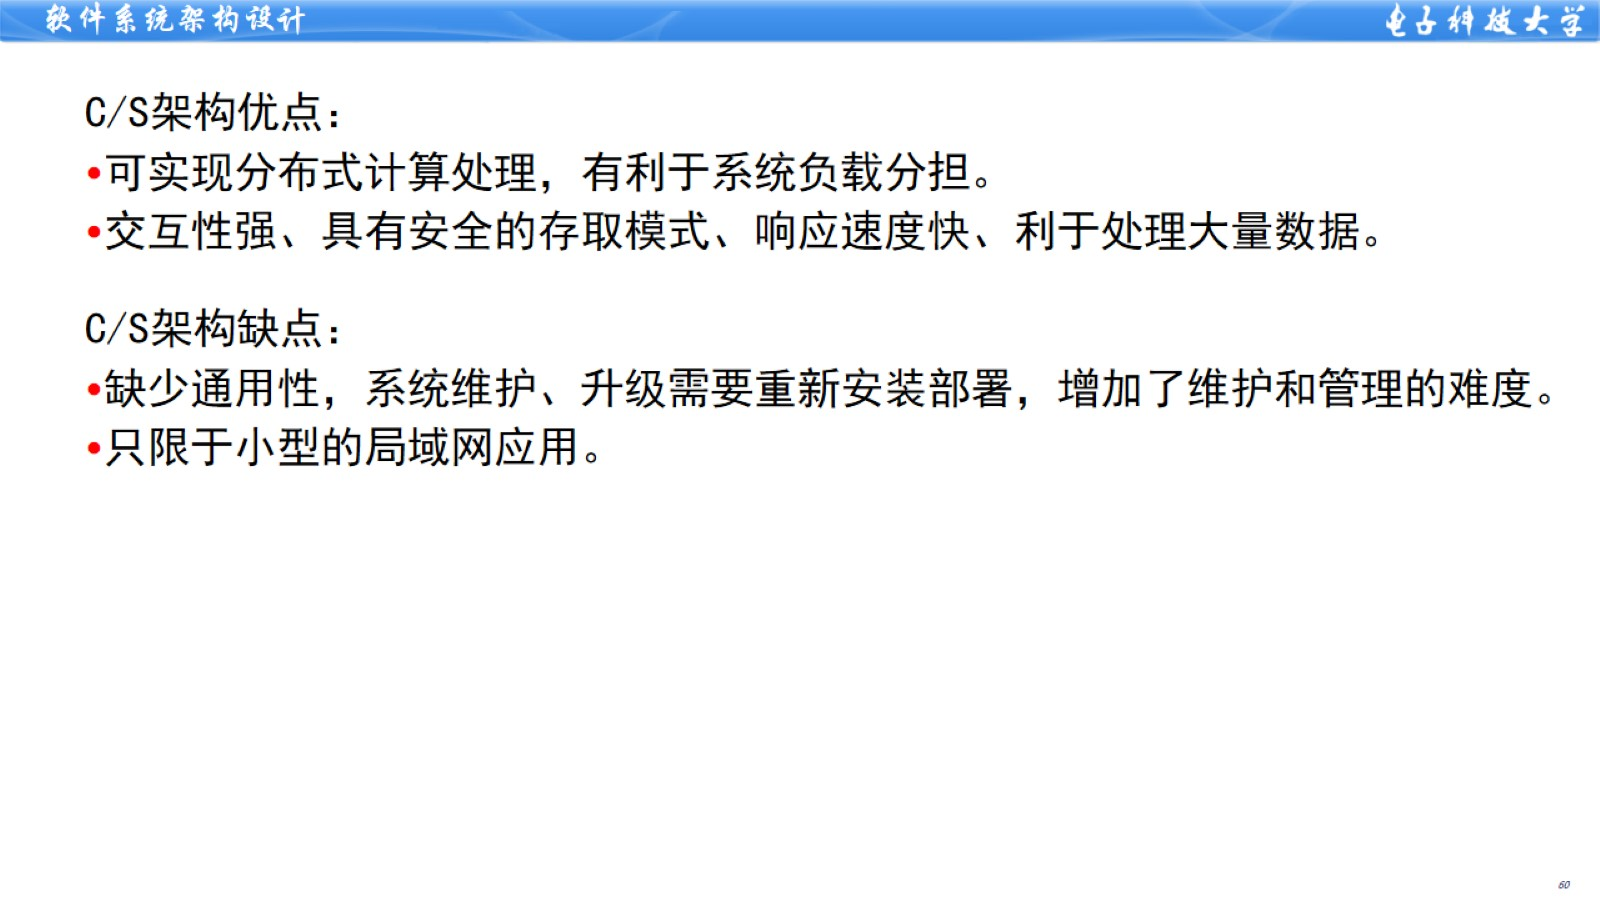 软件系统架构设计
电子科技大学
C/S架构优点：
•可实现分布式计算处理，有利于系统负载分担。
•交互性强、具有安全的存取模式、响应速度快、利于处理大量数据。
C/S架构缺点：
•缺少通用性，系统维护、升级需要重新安装部署，增加了维护和管理的难度。
•只限于小型的局域网应用。
60